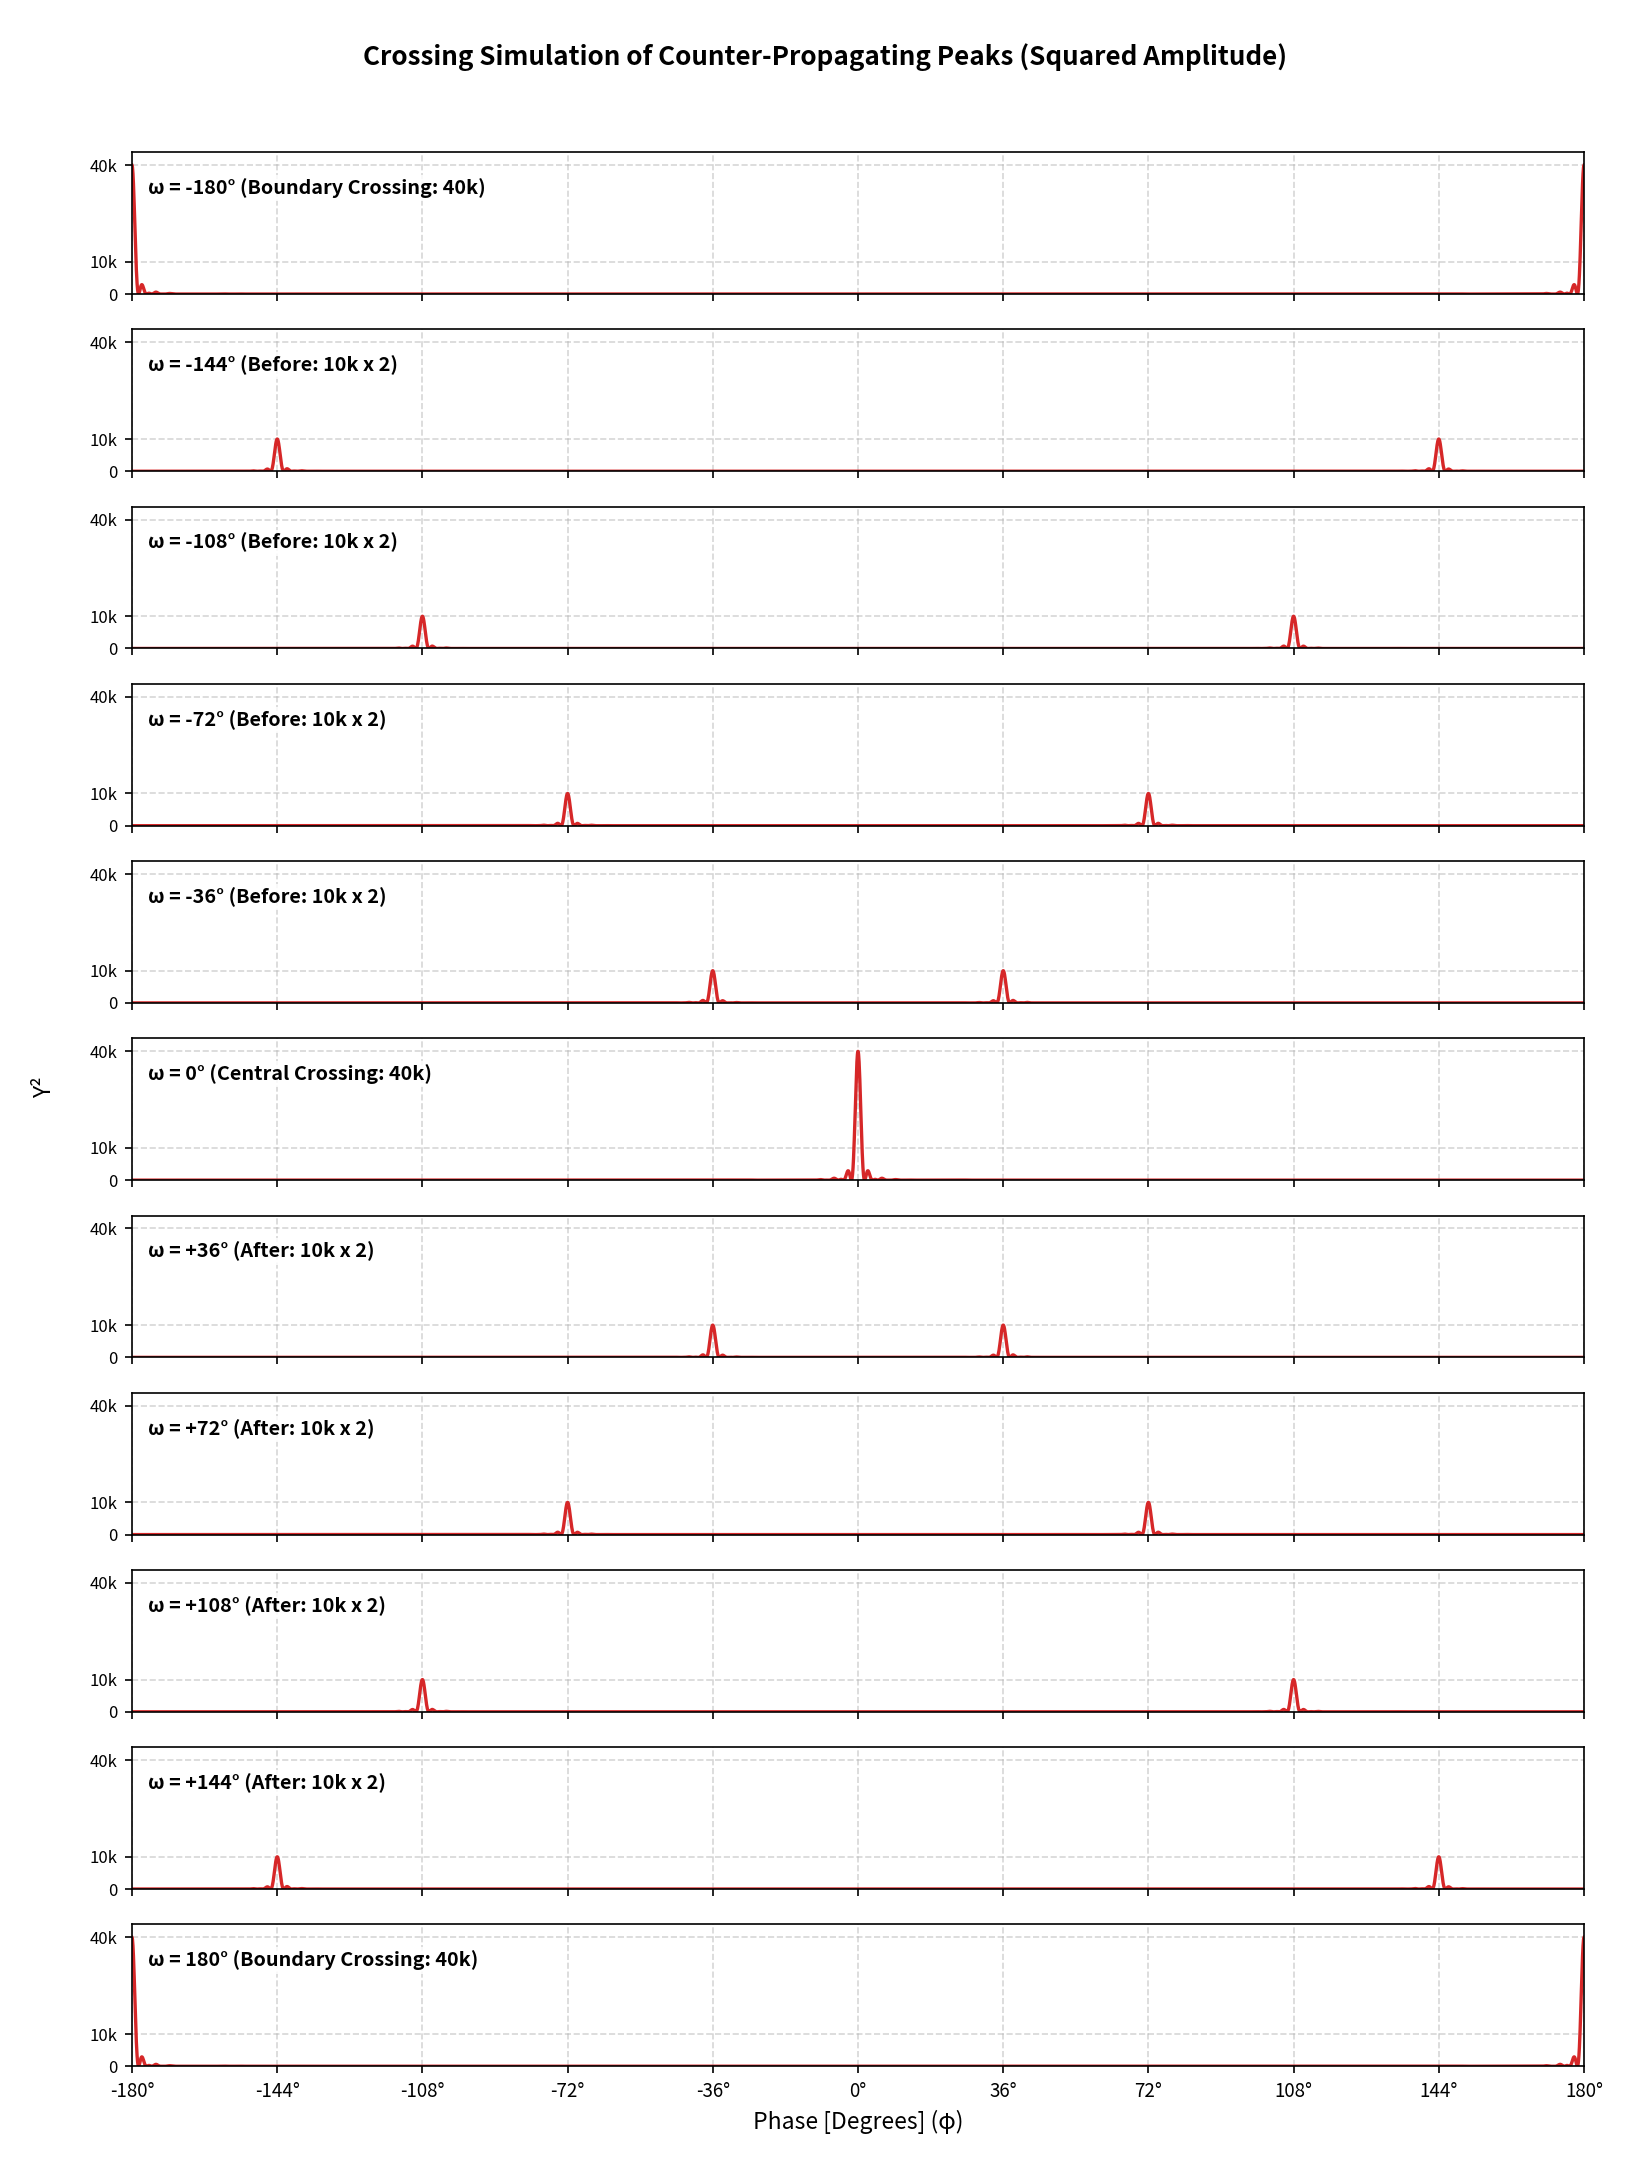 Crossing Simulation of Counter-Propagating Peaks (Squared Amplitude)
40k
ω = -180° (Boundary Crossing: 40k)
10k
0
40k
ω = -144° (Before: 10k x 2)
10k
0
40k
ω = -108° (Before: 10k x 2)
10k
0
40k
ω = -72° (Before: 10k x 2)
10k
0
40k
ω = -36° (Before: 10k x 2)
10k
0
40k
ω = 0° (Central Crossing: 40k)
Y²
10k
0
40k
ω = +36° (After: 10k x 2)
10k
0
40k
ω = +72° (After: 10k x 2)
10k
0
40k
ω = +108° (After: 10k x 2)
10k
0
40k
ω = +144° (After: 10k x 2)
10k
0
40k
ω = 180° (Boundary Crossing: 40k)
10k
0
-180° -144° -108° -72° -36° 0° 36° 72° 108° 144° 180°
Phase [Degrees] (φ)